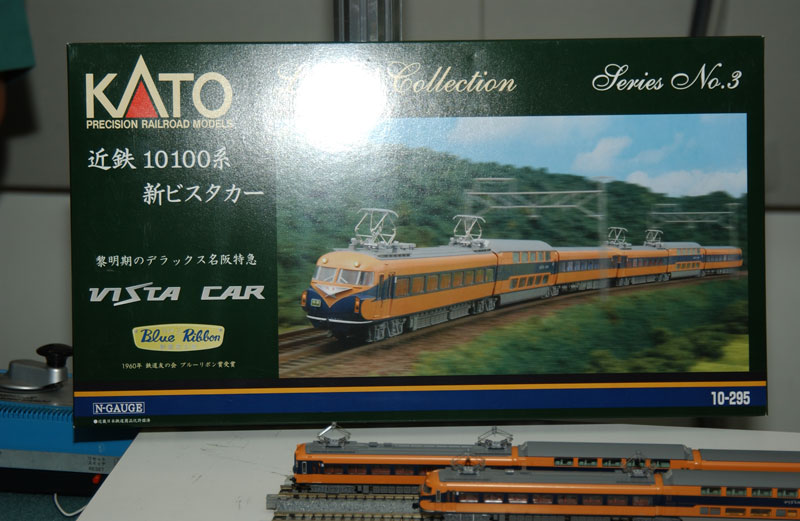 KATO
PRECISION RAILROAD MODELS
Collection
Series No.3
近鉄 10100系
新ビスタカー
黎明期のデラックス名阪特急
VISTA CAR
Blue Ribbon
1960年 鉄道友の会 ブルーリボン賞受賞
N-GAUGE
10-295